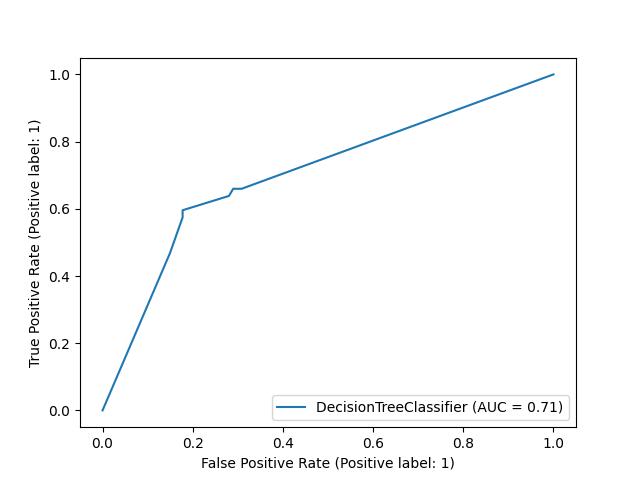 1.0
0.8
0.6
0.4
0.2
0.0
True Positive Rate (Positive label: 1)
DecisionTreeClassifier (AUC = 0.71)
0.0 0.2 0.4 0.6 0.8 1.0
False Positive Rate (Positive label: 1)